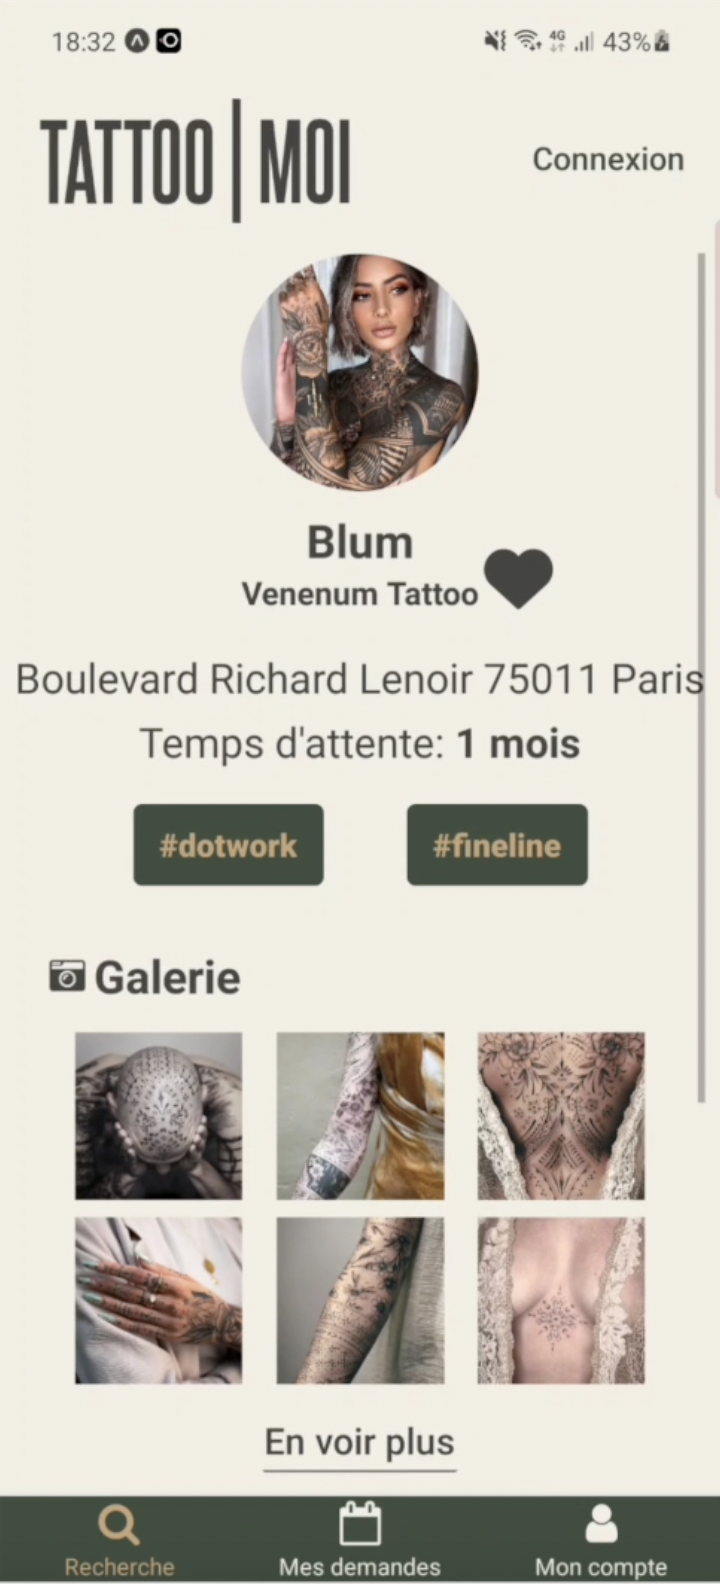 18:32 4G 43%
TATTOO | MOI
Connexion
Blum
Venenum Tattoo
Boulevard Richard Lenoir 75011 Paris
Temps d'attente: 1 mois
#dotwork #fineline
Galerie
En voir plus
Recherche Mes demandes Mon compte